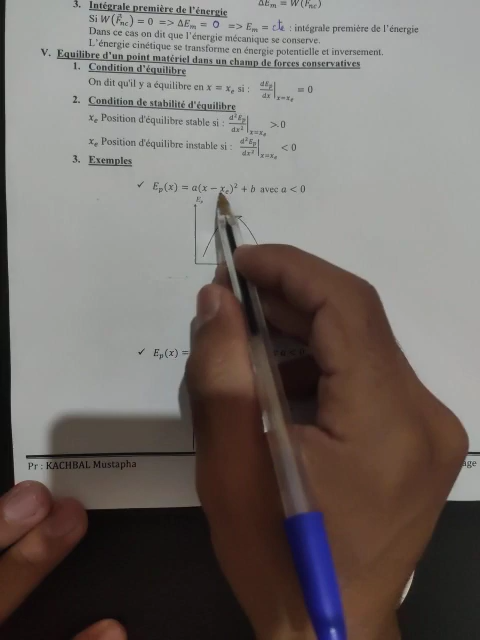 ΔEm = W(F⃗nc)
3. Intégrale première de l'énergie
Si W(F⃗nc) = 0 => ΔEm = 0 => Em = cte : intégrale première de l'énergie
Dans ce cas on dit que l'énergie mécanique se conserve.
L'énergie cinétique se transforme en énergie potentielle et inversement.
V. Equilibre d'un point matériel dans un champ de forces conservatives
1. Condition d'équilibre
On dit qu'il y a équilibre en x = xe si : dEp/dx|x=xe = 0
2. Condition de stabilité d'équilibre
xe Position d'équilibre stable si : d²Ep/dx²|x=xe >0
xe Position d'équilibre instable si : d²Ep/dx²|x=xe < 0
3. Exemples
✓ Ep(x) = a(x − xe)² + b avec a < 0
Ep
✓ Ep(x) =
Pr : KACHBAL Mustapha
age